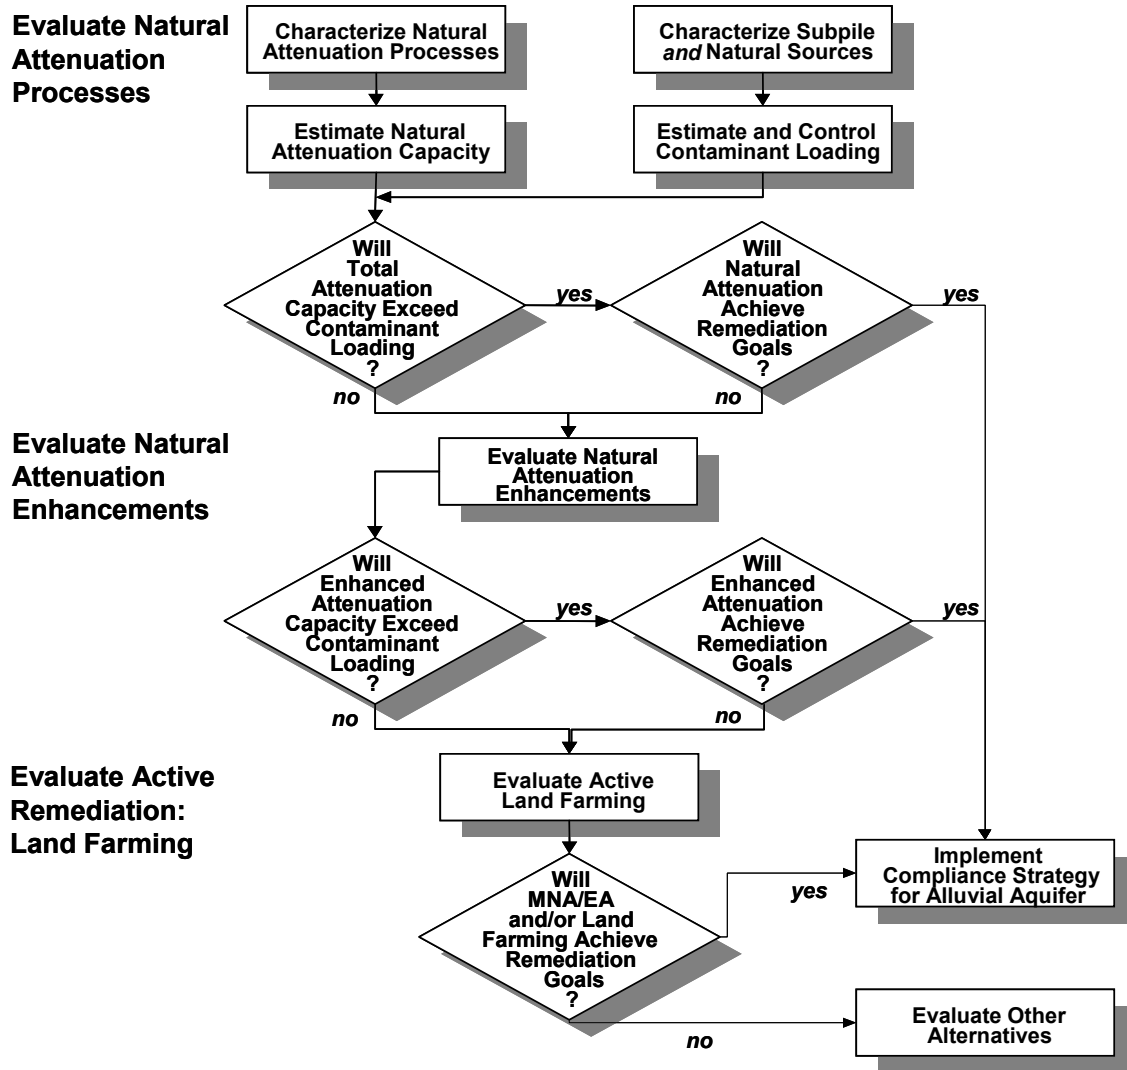 Evaluate Natural
Attenuation
Processes
Characterize Natural
Attenuation Processes
Characterize Subpile
and Natural Sources
Estimate Natural
Attenuation Capacity
Estimate and Control
Contaminant Loading
Will
Total
Attenuation
Capacity Exceed
Contaminant
Loading
?
yes
no
Will
Natural
Attenuation
Achieve
Remediation
Goals
?
yes
no
Evaluate Natural
Attenuation
Enhancements
Evaluate Natural
Attenuation
Enhancements
Will
Enhanced
Attenuation
Capacity Exceed
Contaminant
Loading
?
yes
no
Will
Enhanced
Attenuation
Achieve
Remediation
Goals
?
yes
no
Evaluate Active
Remediation:
Land Farming
Evaluate Active
Land Farming
Will
MNA/EA
and/or Land
Farming Achieve
Remediation
Goals
?
yes
no
Implement
Compliance Strategy
for Alluvial Aquifer
Evaluate Other
Alternatives